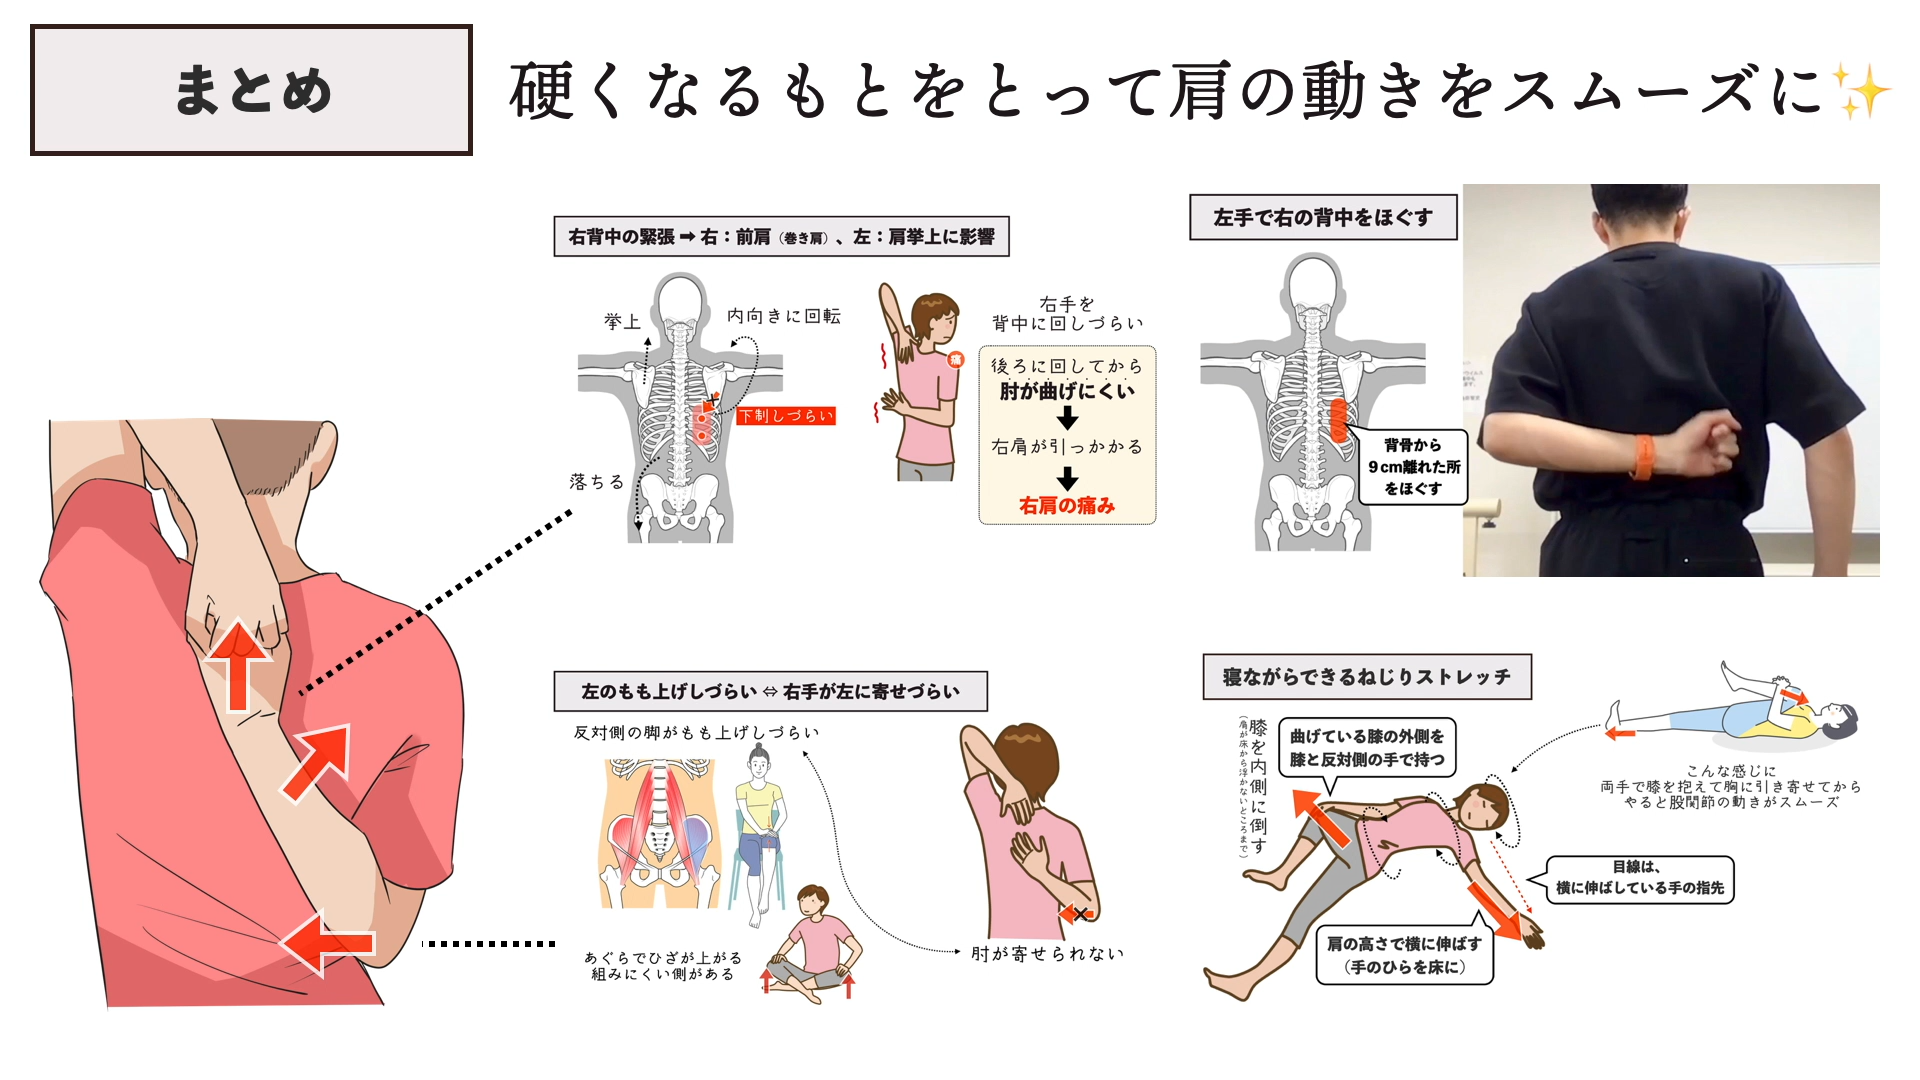 まとめ
硬くなるもとをとって肩の動きをスムーズに✨
右背中の緊張 ➡ 右：前肩（巻き肩）、左：肩挙上に影響
挙上
内向きに回転
下制しづらい
落ちる
痛
右手を
背中に回しづらい
後ろに回してから
肘が曲げにくい
右肩が引っかかる
右肩の痛み
左手で右の背中をほぐす
背骨から
9cm離れた所
をほぐす
左のもも上げしづらい ⇔ 右手が左に寄せづらい
反対側の脚がもも上げしづらい
あぐらでひざが上がる
組みにくい側がある
肘が寄せられない
寝ながらできるねじりストレッチ
膝を内側に倒す
（肩が床から浮かないところまで）
曲げている膝の外側を
膝と反対側の手で持つ
こんな感じに
両手で膝を抱えて胸に引き寄せてから
やると股関節の動きがスムーズ
目線は、
横に伸ばしている手の指先
肩の高さで横に伸ばす
（手のひらを床に）